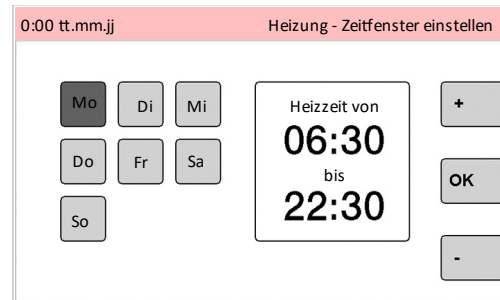 0:00 tt.mm.jj
Heizung - Zeitfenster einstellen
Mo
Di
Mi
Do
Fr
Sa
So
Heizzeit von
06:30
bis
22:30
+
OK
-